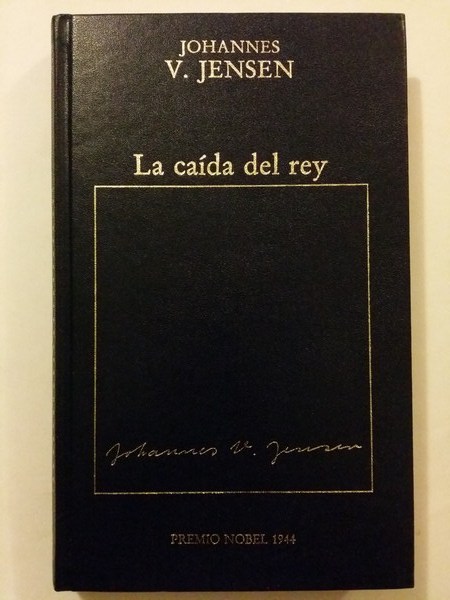 JOHANNES
V. JENSEN
La caída del rey
Johannes V. Jensen
PREMIO NOBEL 1944